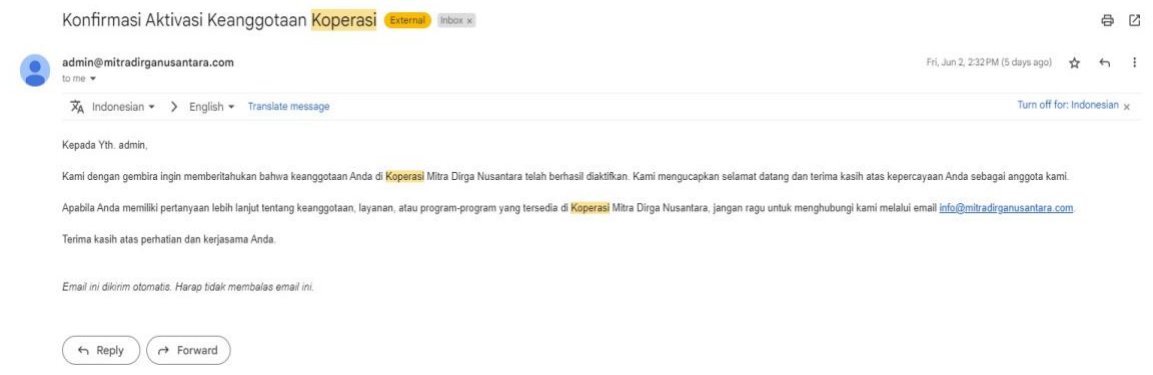 Konfirmasi Aktivasi Keanggotaan Koperasi External Inbox x
admin@mitradirganusantara.com Fri, Jun 2, 2:32 PM (5 days ago)
to me
Indonesian > English Translate message Turn off for: Indonesian x
Kepada Yth. admin,
Kami dengan gembira ingin memberitahukan bahwa keanggotaan Anda di Koperasi Mitra Dirga Nusantara telah berhasil diaktifkan. Kami mengucapkan selamat datang dan terima kasih atas kepercayaan Anda sebagai anggota kami.
Apabila Anda memiliki pertanyaan lebih lanjut tentang keanggotaan, layanan, atau program-program yang tersedia di Koperasi Mitra Dirga Nusantara, jangan ragu untuk menghubungi kami melalui email info@mitradirganusantara.com.
Terima kasih atas perhatian dan kerjasama Anda.
Email ini dikirim otomatis. Harap tidak membalas email ini.
Reply Forward